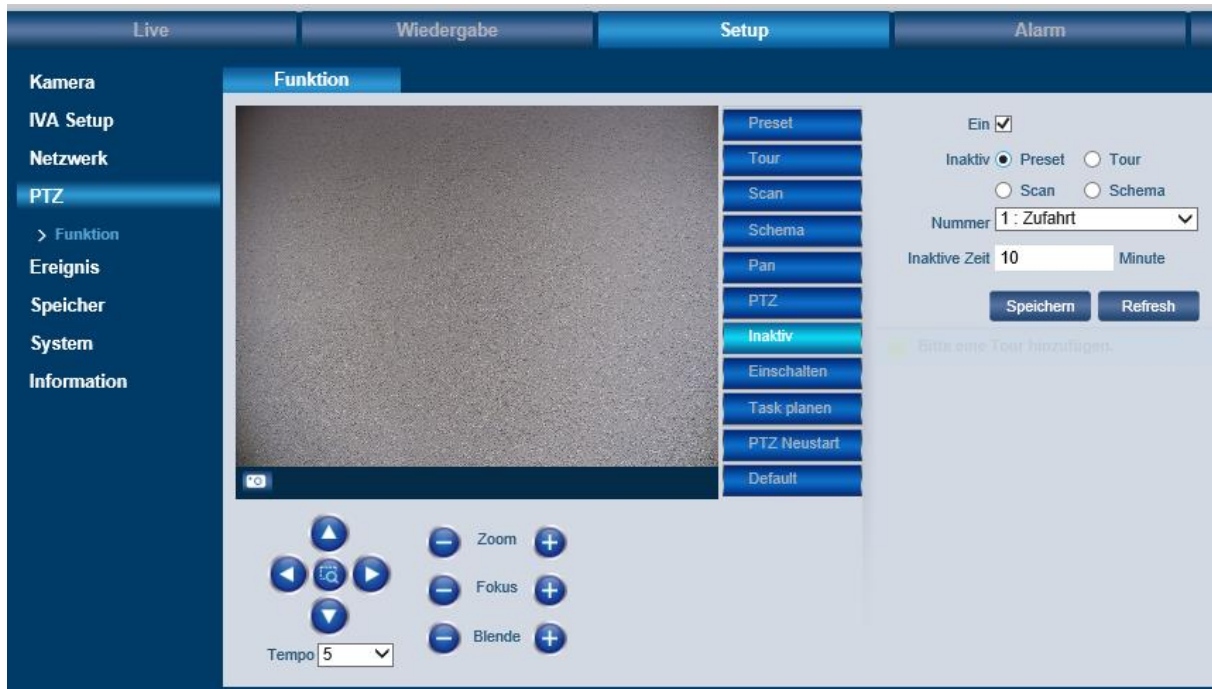 Live Wiedergabe Setup Alarm
Kamera
IVA Setup
Netzwerk
PTZ
> Funktion
Ereignis
Speicher
System
Information
Funktion
Preset
Tour
Scan
Schema
Pan
PTZ
Inaktiv
Einschalten
Task planen
PTZ Neustart
Default
Ein
Inaktiv Preset Tour
Scan Schema
Nummer 1 : Zufahrt
Inaktive Zeit 10 Minute
Speichern Refresh
Bitte eine Tour hinzufügen.
Zoom
Fokus
Blende
Tempo 5